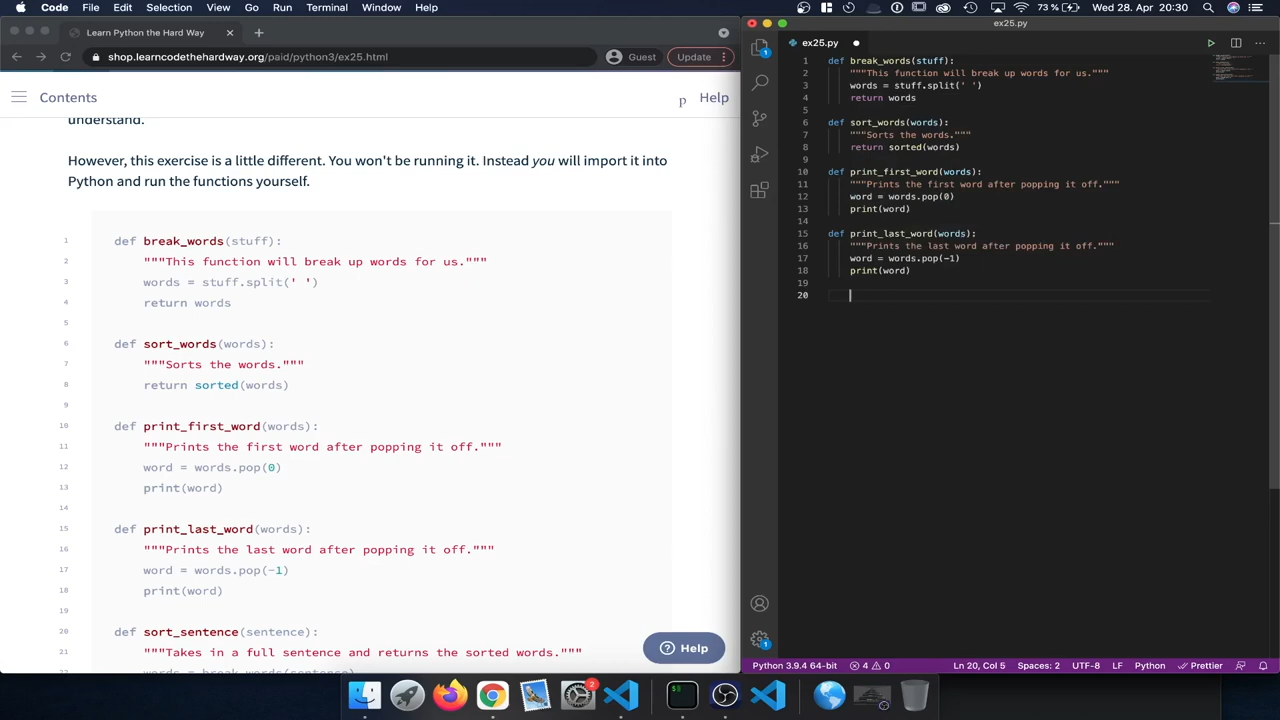 Code File Edit Selection View Go Run Terminal Window Help 73 % Wed 28. Apr 20:30
Learn Python the Hard Way
shop.learncodethehardway.org/paid/python3/ex25.html Guest Update
Contents Help
understand.
However, this exercise is a little different. You won't be running it. Instead you will import it into
Python and run the functions yourself.
1 def break_words(stuff):
2 """This function will break up words for us."""
3 words = stuff.split(' ')
4 return words
5
6 def sort_words(words):
7 """Sorts the words."""
8 return sorted(words)
9
10 def print_first_word(words):
11 """Prints the first word after popping it off."""
12 word = words.pop(0)
13 print(word)
14
15 def print_last_word(words):
16 """Prints the last word after popping it off."""
17 word = words.pop(-1)
18 print(word)
19
20 def sort_sentence(sentence):
21 """Takes in a full sentence and returns the sorted words."""
22 words = break_words(sentence)
Help
ex25.py
ex25.py
1 def break_words(stuff):
2 """This function will break up words for us."""
3 words = stuff.split(' ')
4 return words
5
6 def sort_words(words):
7 """Sorts the words."""
8 return sorted(words)
9
10 def print_first_word(words):
11 """Prints the first word after popping it off."""
12 word = words.pop(0)
13 print(word)
14
15 def print_last_word(words):
16 """Prints the last word after popping it off."""
17 word = words.pop(-1)
18 print(word)
19
20
1
1
Python 3.9.4 64-bit 4 0 Ln 20, Col 5 Spaces: 2 UTF-8 LF Python Prettier
2